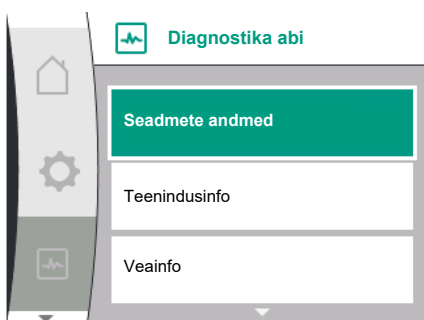 Diagnostika abi
Seadmete andmed
Teenindusinfo
Veainfo